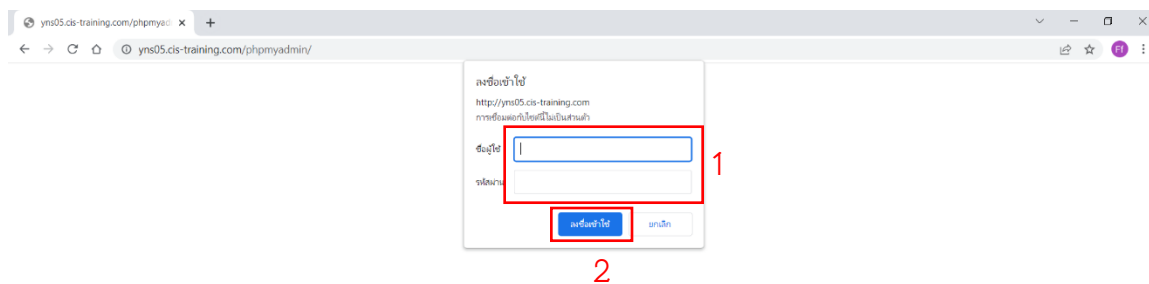 yns05.cis-training.com/phpmyad
yns05.cis-training.com/phpmyadmin/
Ff
ลงชื่อเข้าใช้
http://yns05.cis-training.com
การเชื่อมต่อกับไซต์นี้ไม่เป็นส่วนตัว
ชื่อผู้ใช้
1
รหัสผ่าน
ลงชื่อเข้าใช้ ยกเลิก
2